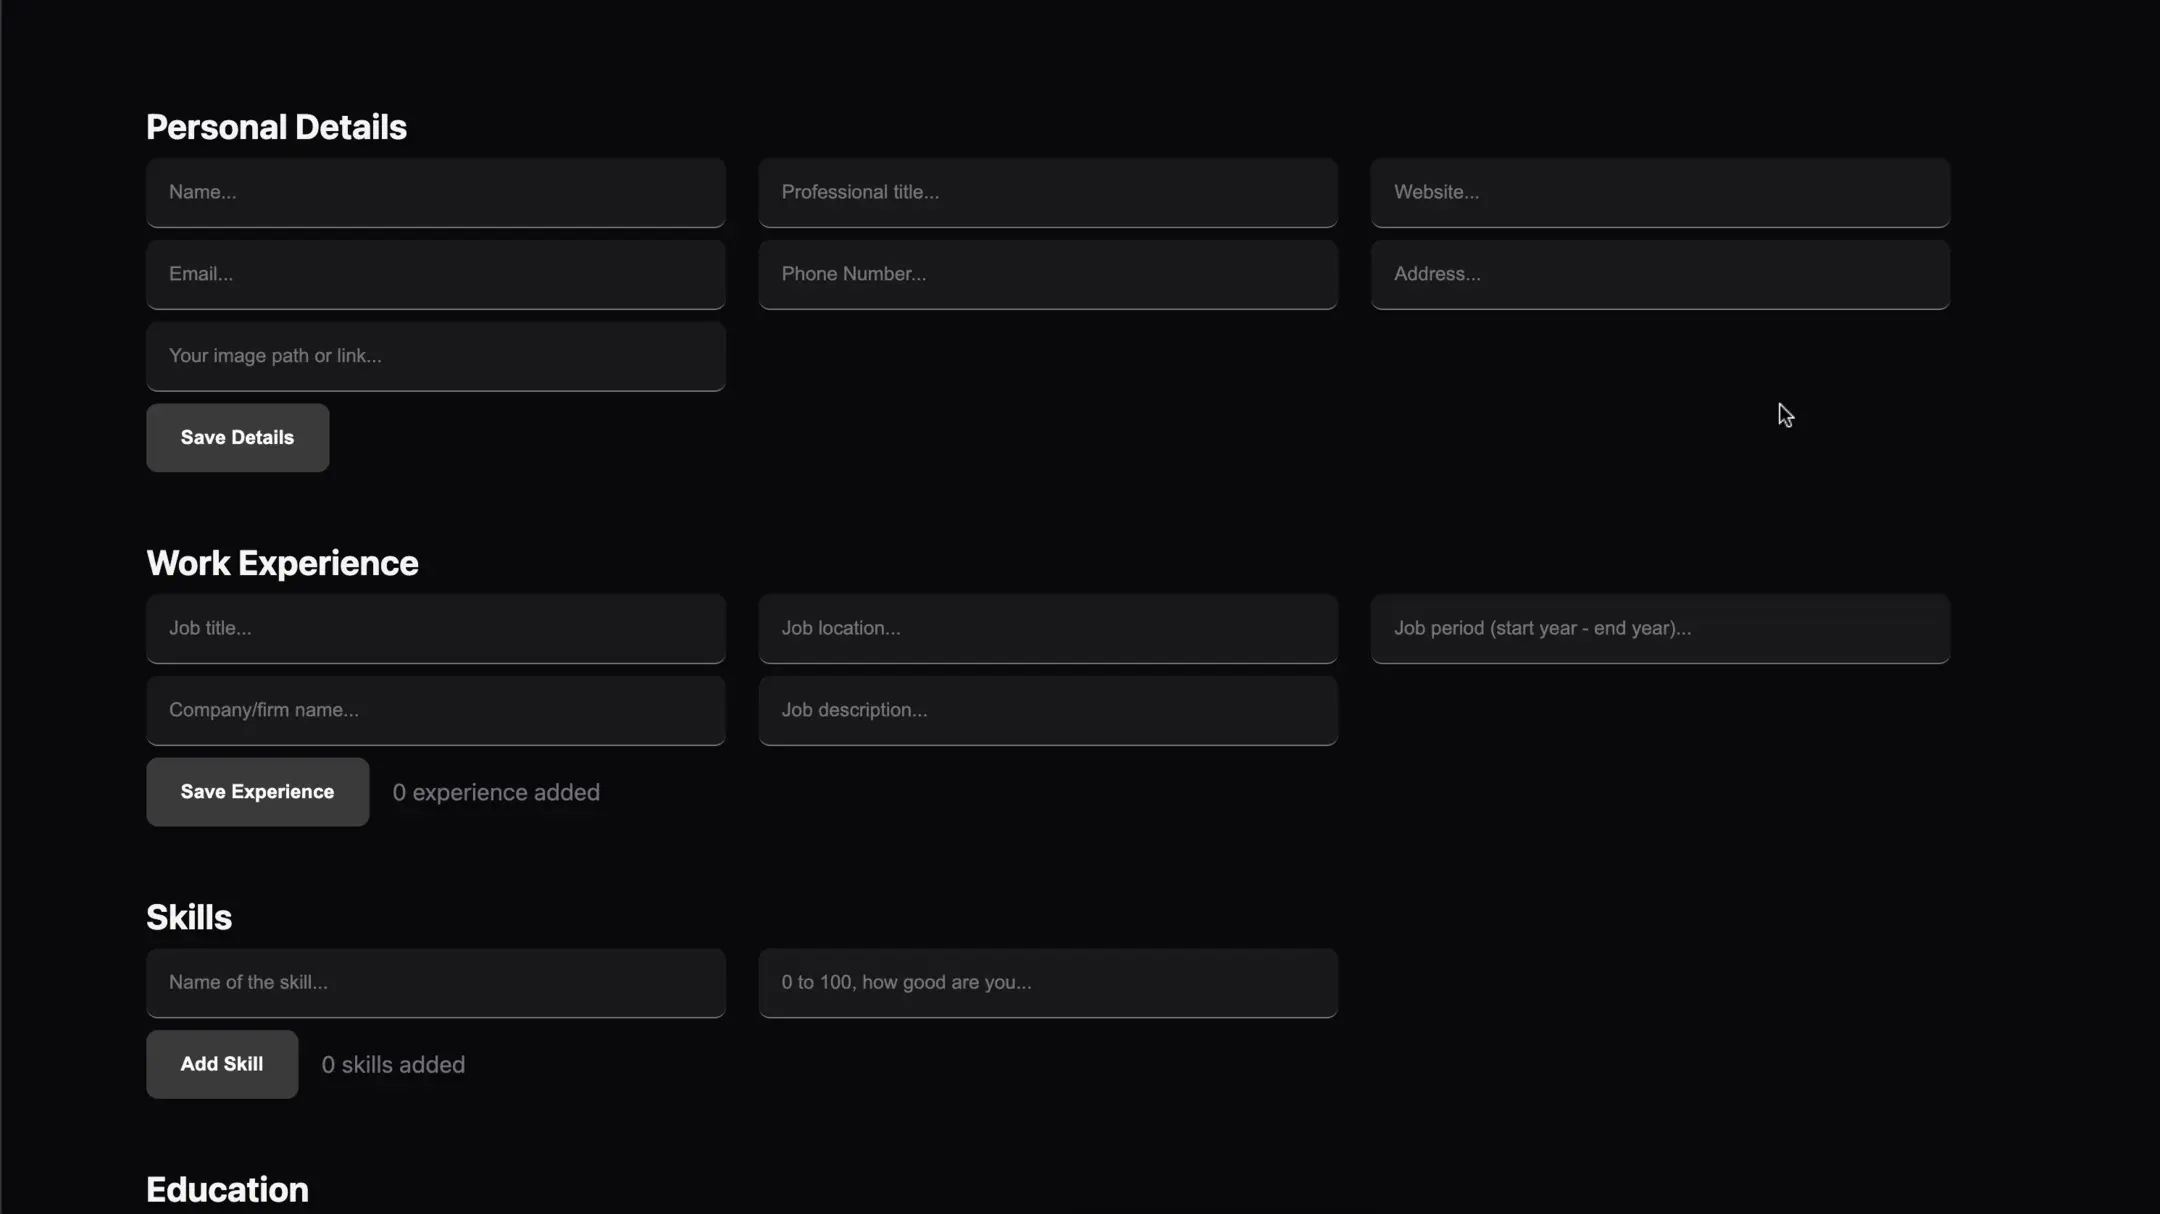 Personal Details
Name...
Professional title...
Website...
Email...
Phone Number...
Address...
Your image path or link...
Save Details
Work Experience
Job title...
Job location...
Job period (start year - end year)...
Company/firm name...
Job description...
Save Experience
0 experience added
Skills
Name of the skill...
0 to 100, how good are you...
Add Skill
0 skills added
Education